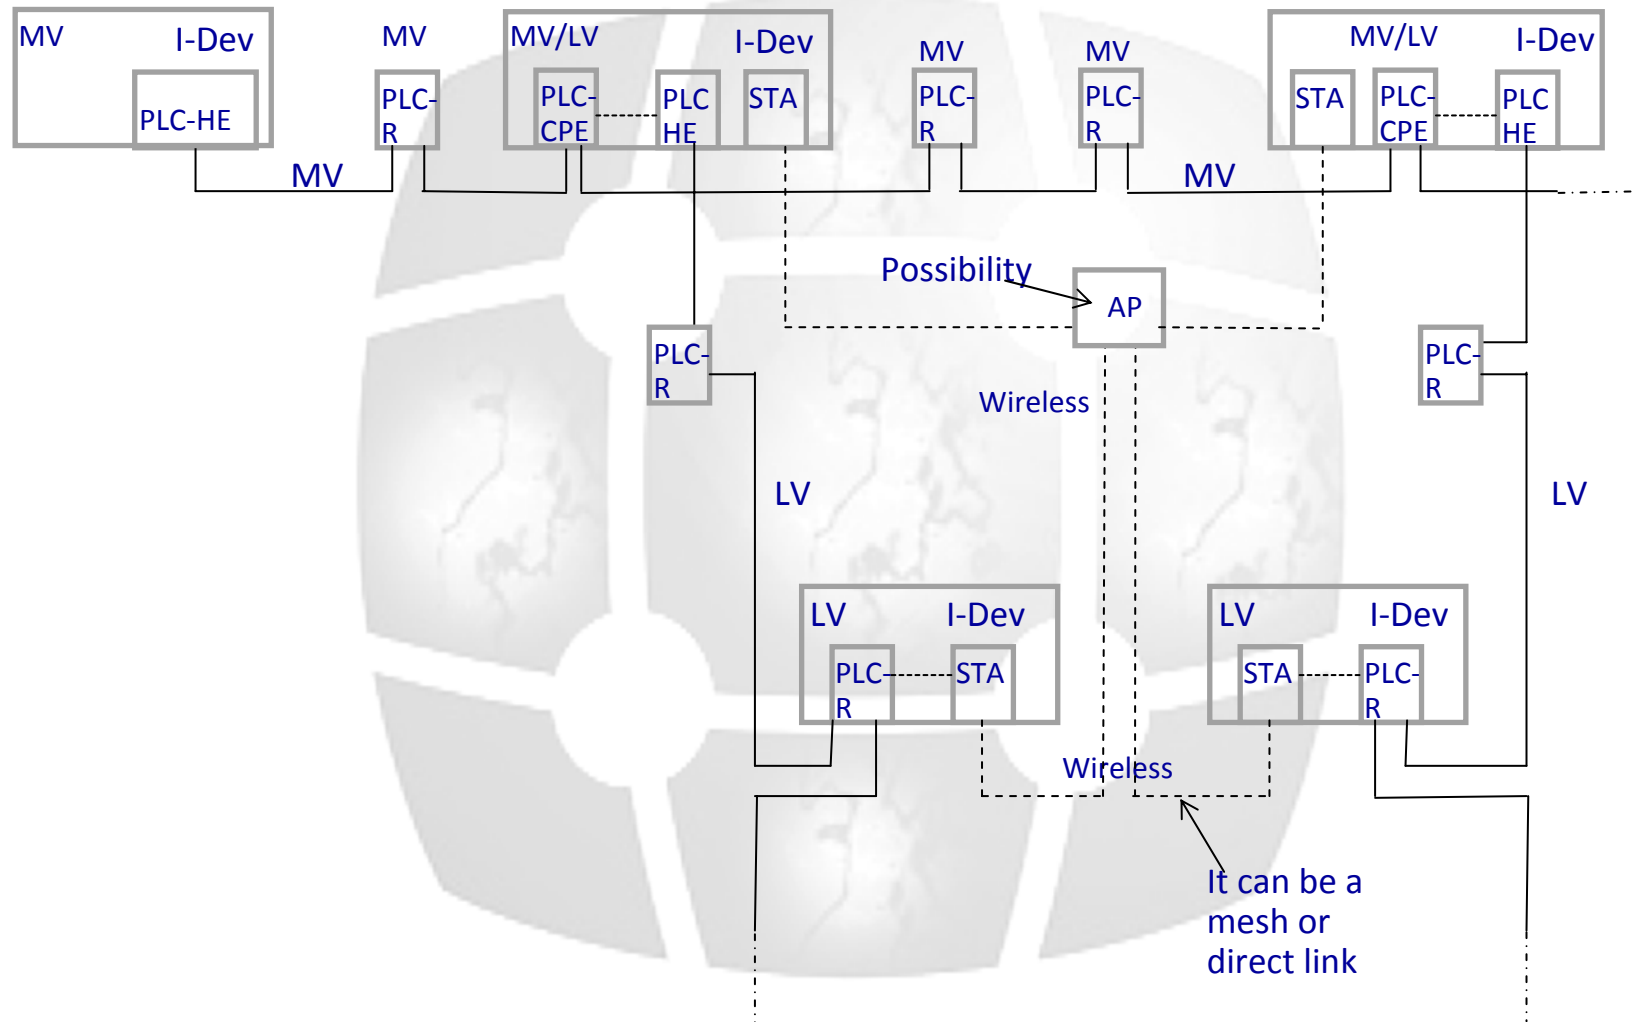 MV I-Dev
PLC-HE
MV
PLC-
R
MV/LV I-Dev
PLC-
CPE
PLC
HE
STA
MV
PLC-
R
MV
PLC-
R
MV/LV I-Dev
STA
PLC-
CPE
PLC
HE
MV
MV
Possibility
AP
PLC-
R
PLC-
R
Wireless
LV
LV
LV I-Dev
PLC-
R
STA
LV I-Dev
STA
PLC-
R
Wireless
It can be a
mesh or
direct link